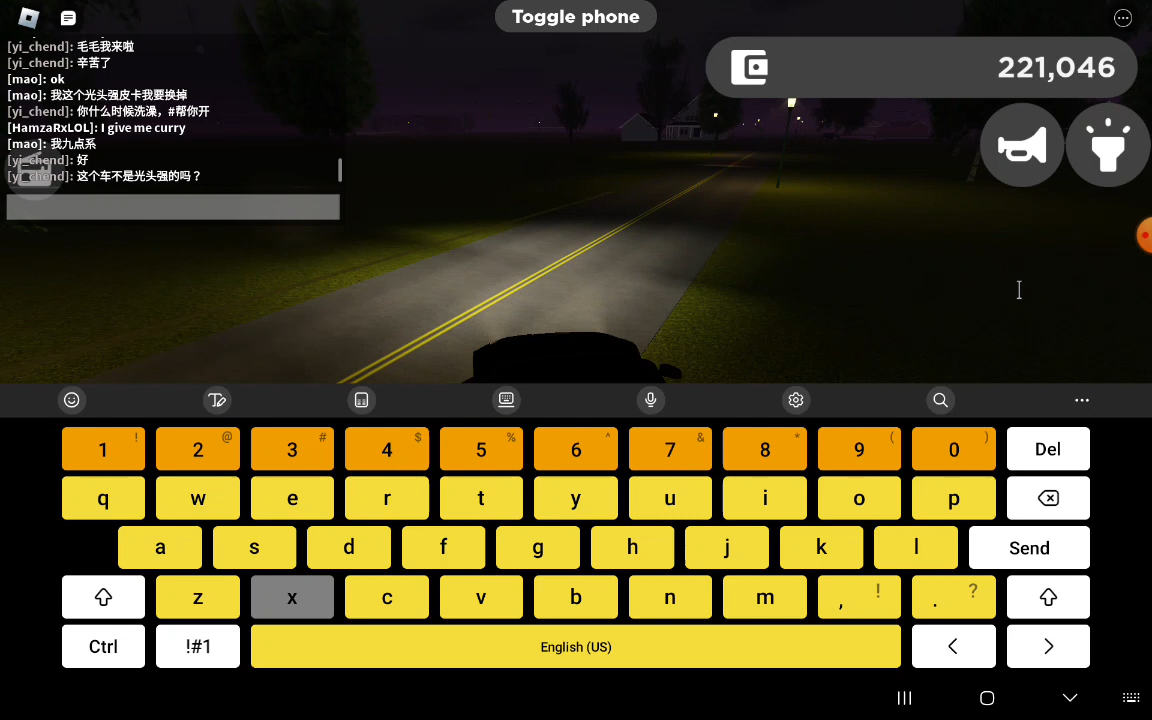 Toggle phone
[yi_chend]: 毛毛我来啦
[yi_chend]: 辛苦了
[mao]: ok
[mao]: 我这个光头强皮卡我要换掉
[yi_chend]: 你什么时候洗澡，#帮你开
[HamzaRxLOL]: I give me curry
[mao]: 我九点系
[yi_chend]: 好
[yi_chend]: 这个车不是光头强的吗？
221,046
1 ! 2 @ 3 # 4 $ 5 % 6 ^ 7 & 8 * 9 ( 0 ) Del
q w e r t y u i o p
a s d f g h j k l Send
z x c v b n m , ! . ?
Ctrl !#1 English (US) < >